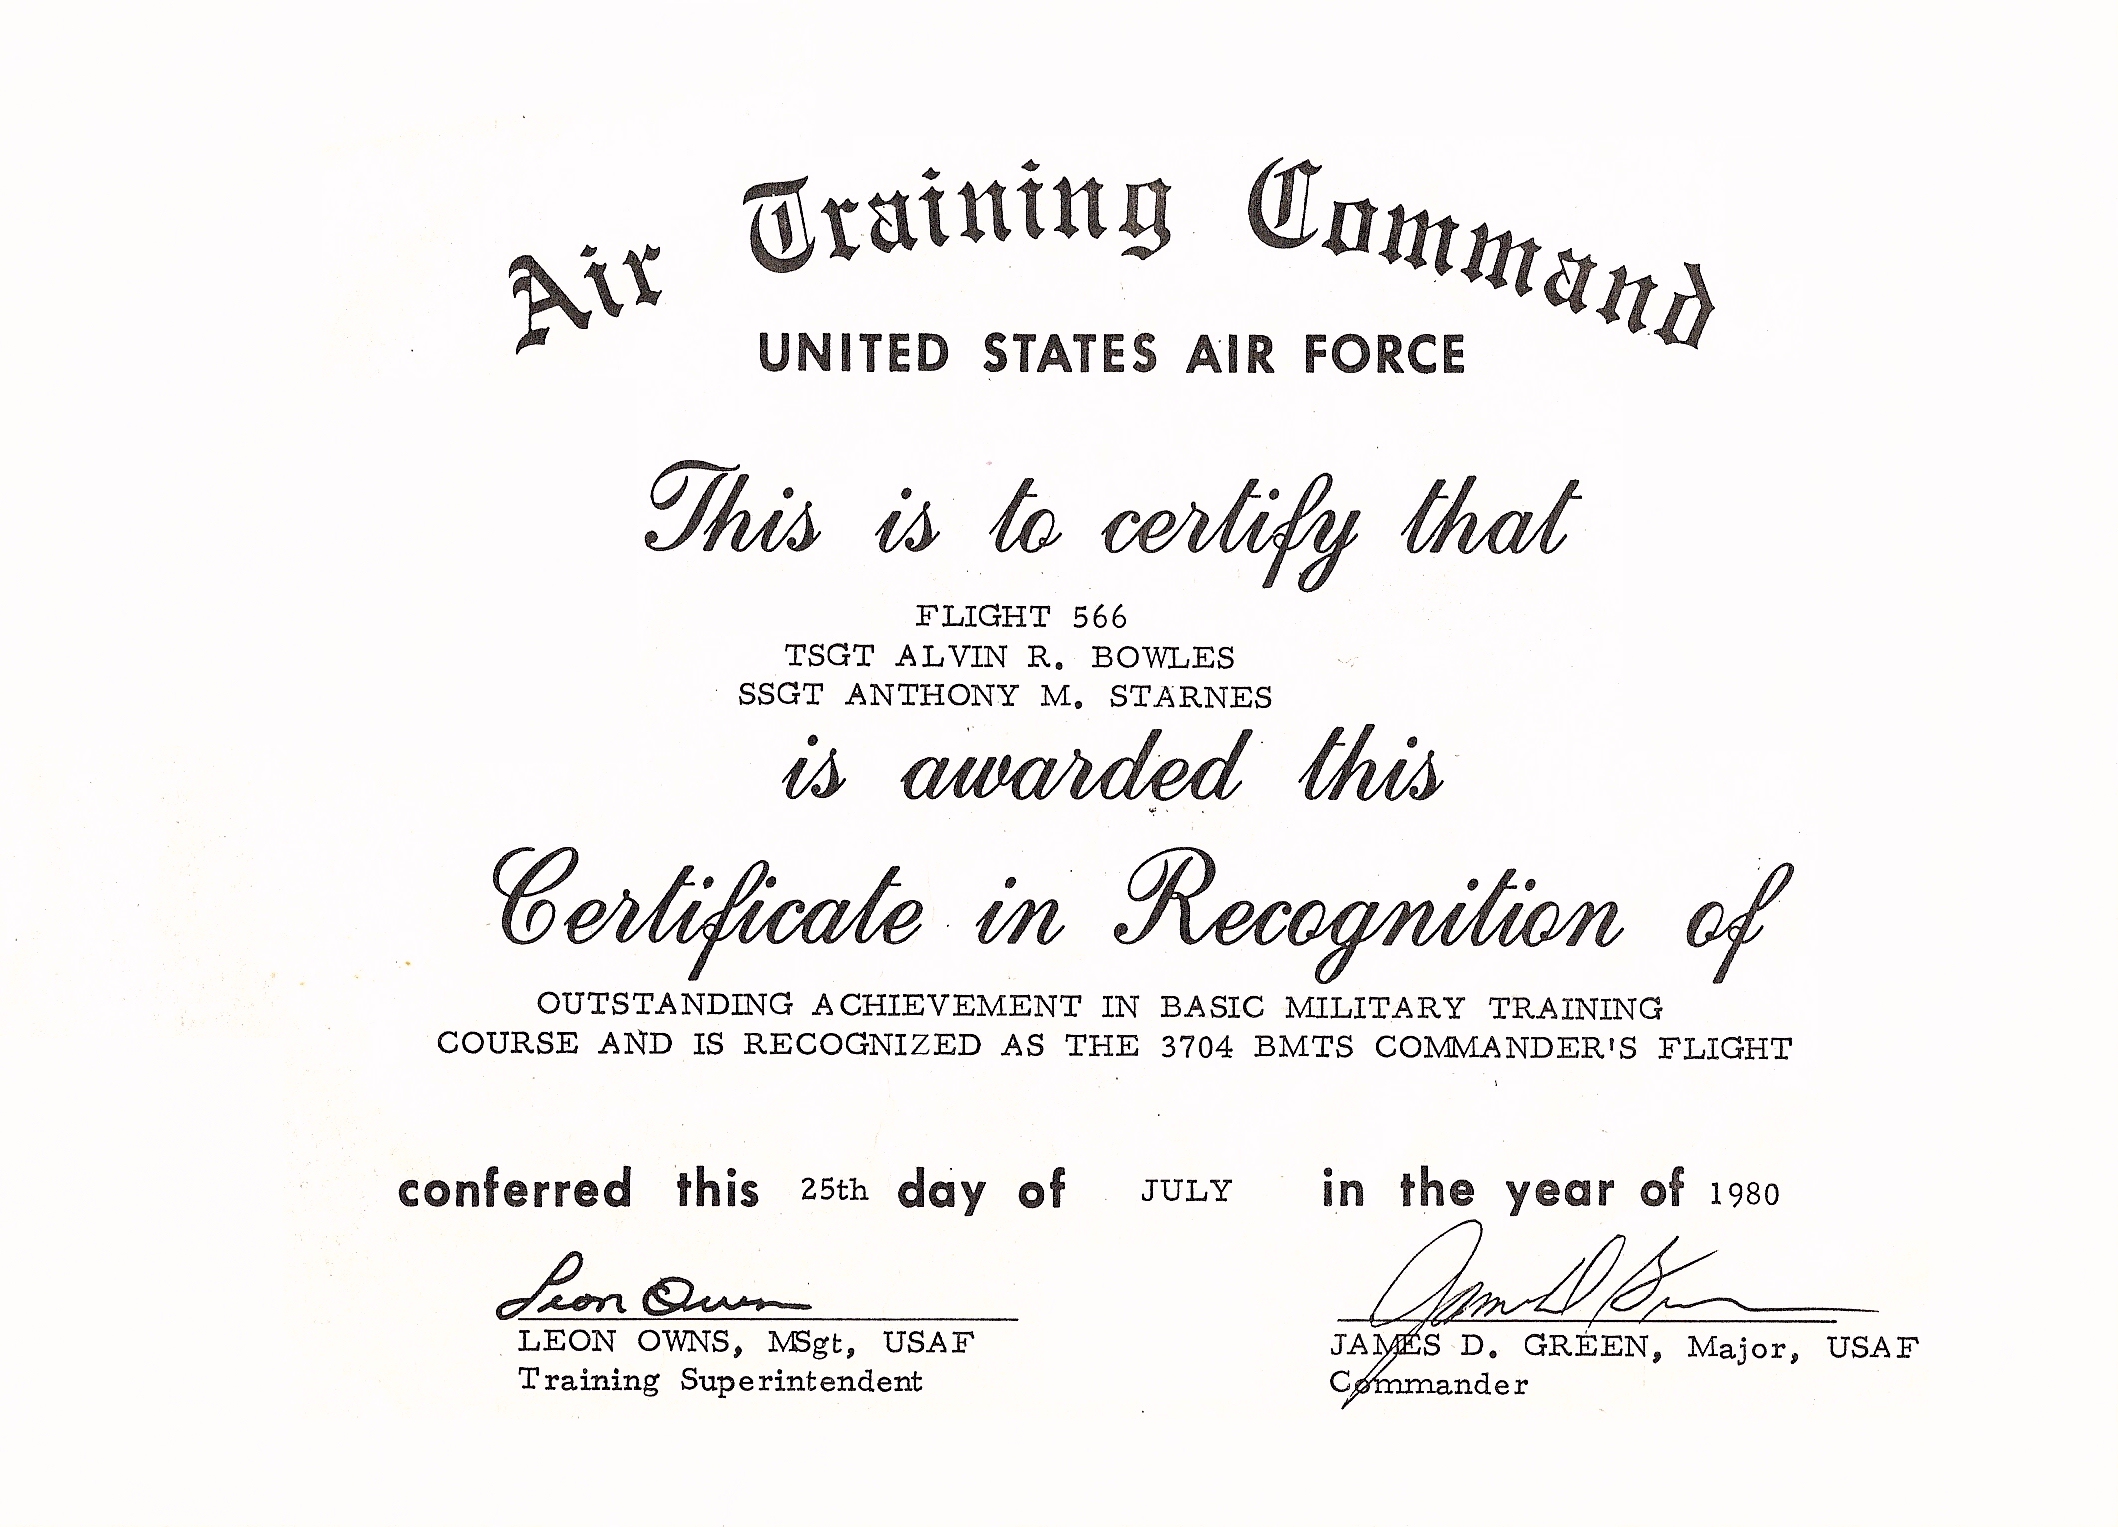 Air Training Command
UNITED STATES AIR FORCE
This is to certify that
FLIGHT 566
TSGT ALVIN R. BOWLES
SSGT ANTHONY M. STARNES
is awarded this
Certificate in Recognition of
OUTSTANDING ACHIEVEMENT IN BASIC MILITARY TRAINING
COURSE AND IS RECOGNIZED AS THE 3704 BMTS COMMANDER'S FLIGHT
conferred this 25th day of JULY in the year of 1980
Leon Owens James D Green
LEON OWNS, MSgt, USAF JAMES D. GREEN, Major, USAF
Training Superintendent Commander